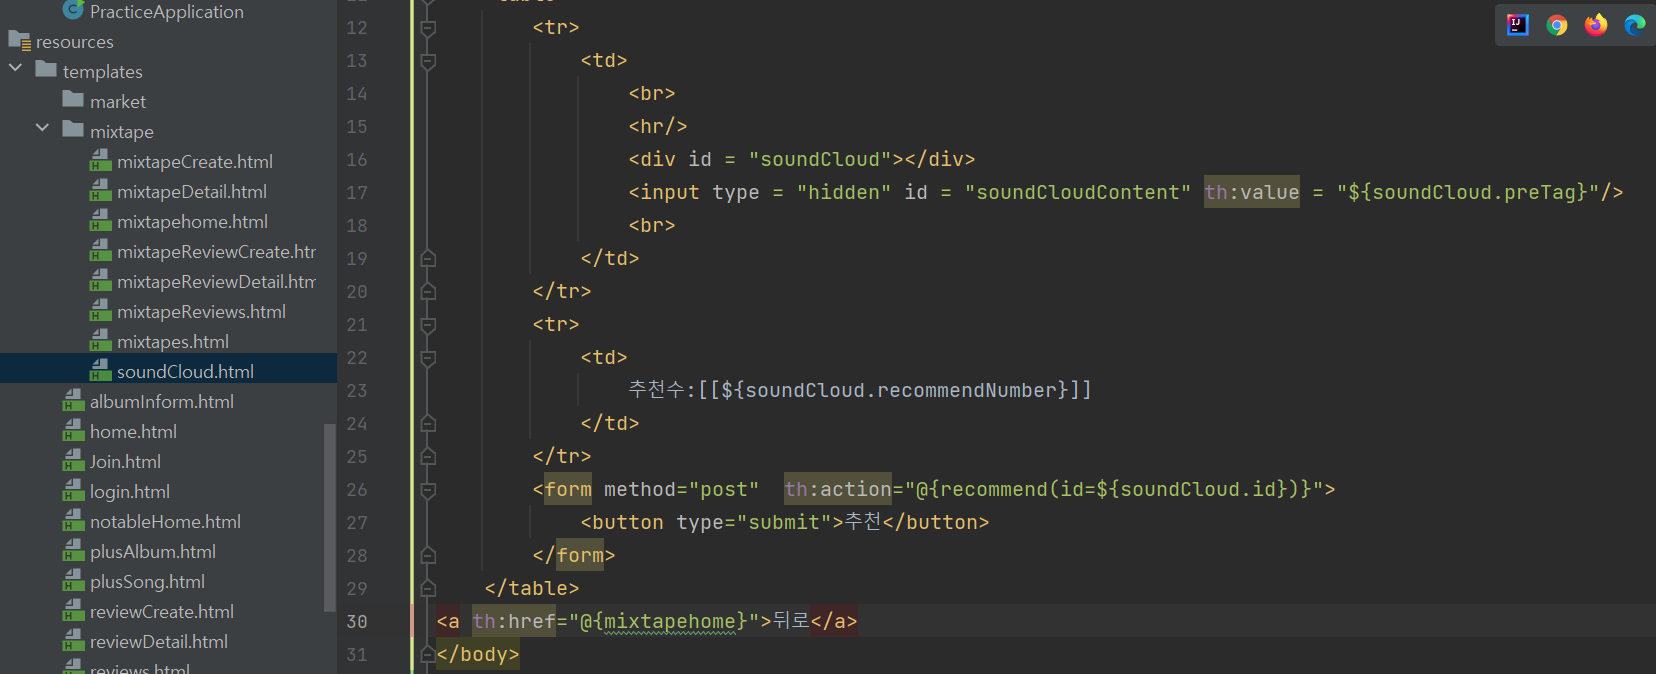 PracticeApplication
resources
templates
market
mixtape
mixtapeCreate.html
mixtapeDetail.html
mixtapehome.html
mixtapeReviewCreate.htr
mixtapeReviewDetail.htm
mixtapeReviews.html
mixtapes.html
soundCloud.html
albumInform.html
home.html
Join.html
login.html
notableHome.html
plusAlbum.html
plusSong.html
reviewCreate.html
reviewDetail.html
reviews.html
12 <tr>
13 <td>
14 <br>
15 <hr/>
16 <div id = "soundCloud"></div>
17 <input type = "hidden" id = "soundCloudContent" th:value = "${soundCloud.preTag}"/>
18 <br>
19 </td>
20 </tr>
21 <tr>
22 <td>
23 추천수:[[${soundCloud.recommendNumber}]]
24 </td>
25 </tr>
26 <form method="post"  th:action="@{recommend(id=${soundCloud.id})}">
27 <button type="submit">추천</button>
28 </form>
29 </table>
30 <a th:href="@{mixtapehome}">뒤로</a>
31 </body>